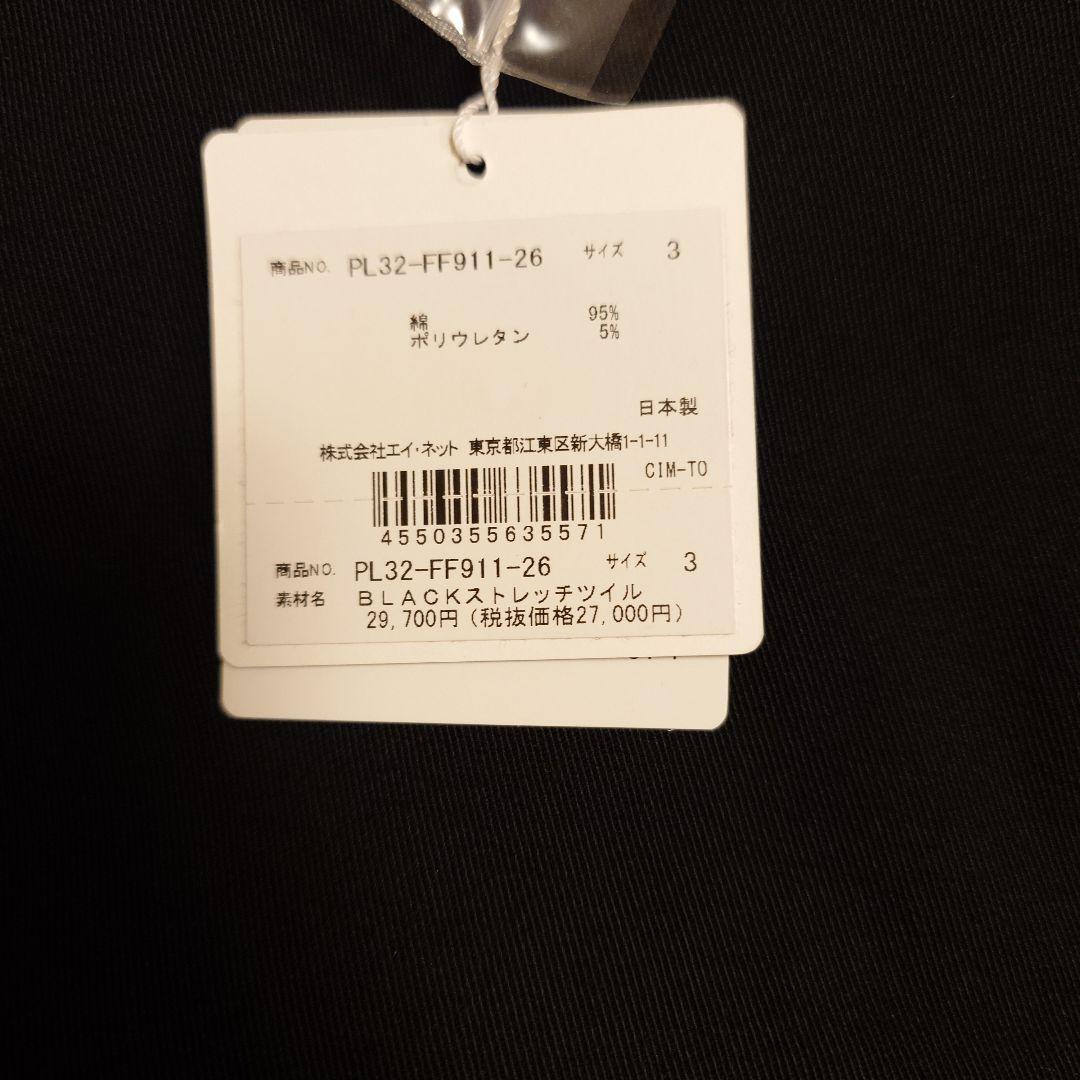 商品NO. PL32-FF911-26 サイズ 3
綿 95%
ポリウレタン 5%
日本製
株式会社エイ・ネット 東京都江東区新大橋1-1-11
CIM-TO
4550355635571
商品NO. PL32-FF911-26 サイズ 3
素材名 BLACKストレッチツイル
29,700円(税抜価格27,000円)